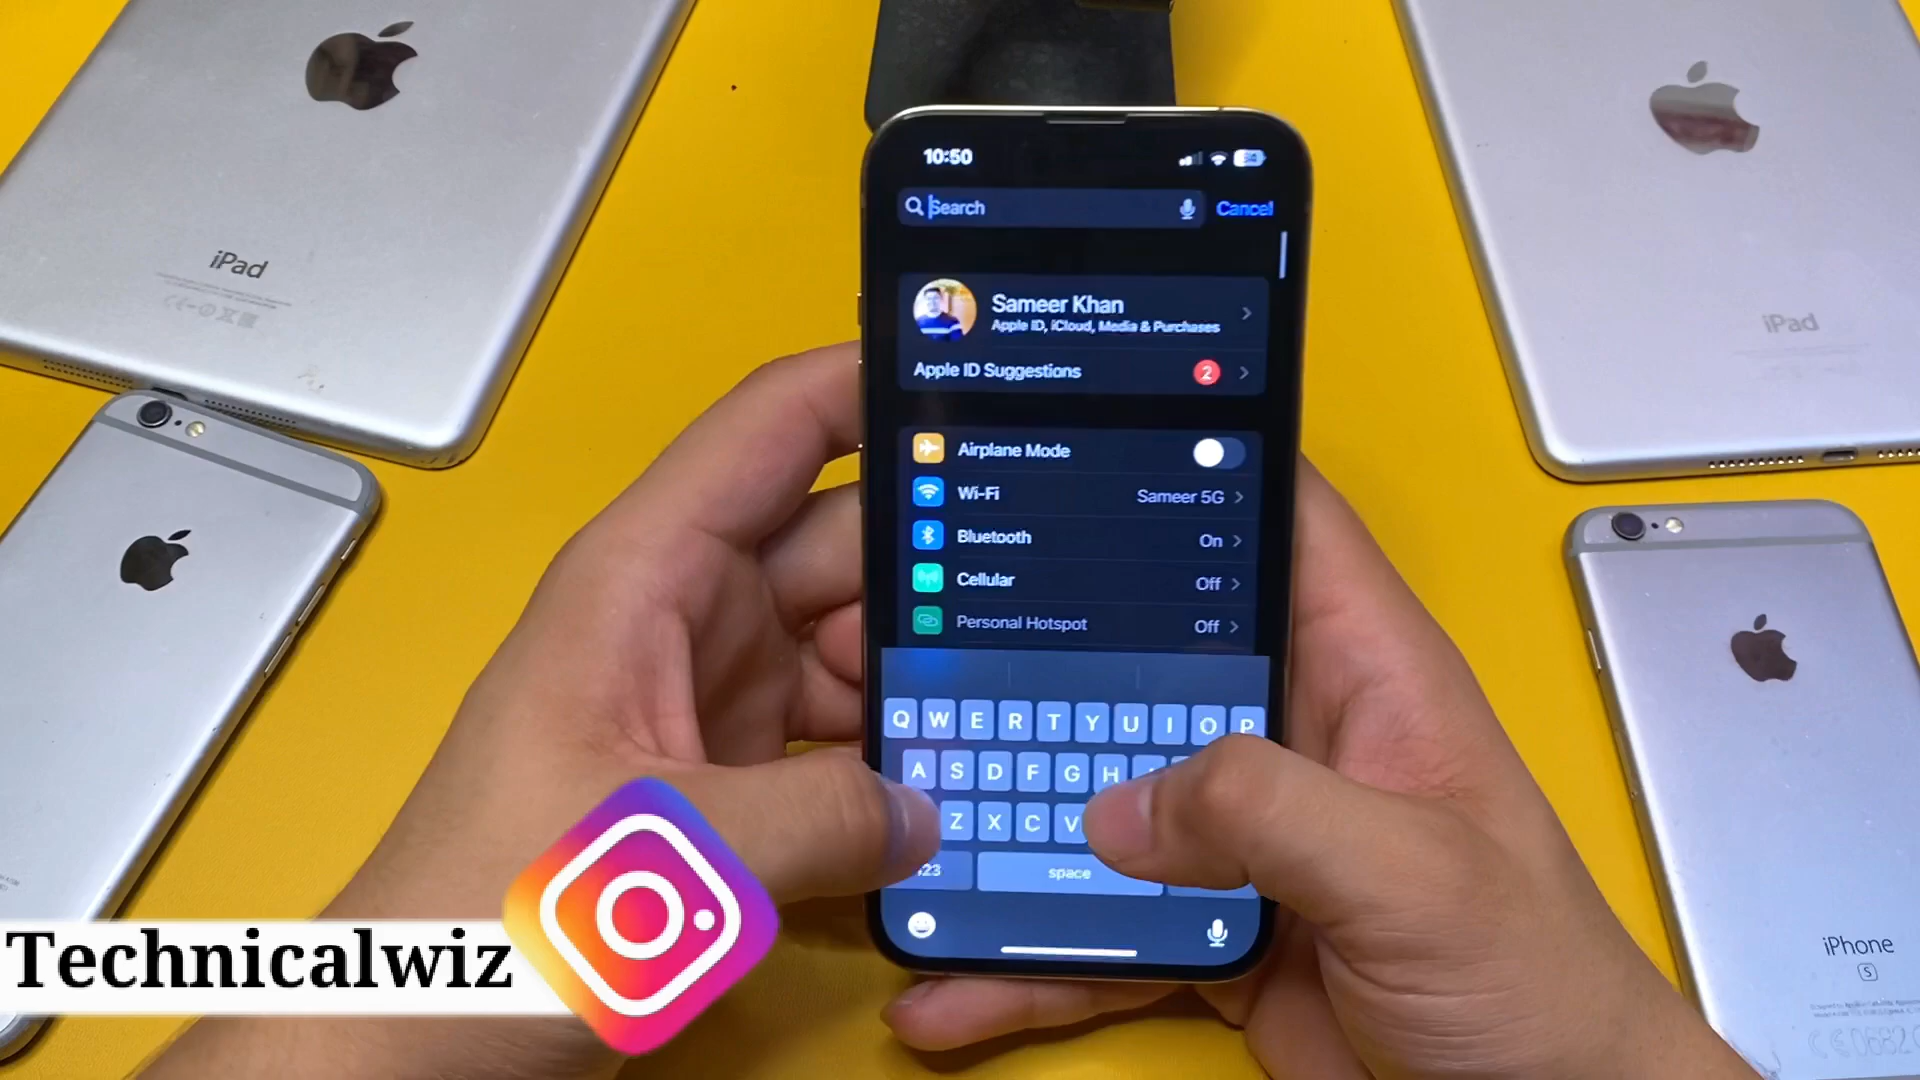 iPad
iPad
10:50
Search
Cancel
Sameer Khan
Apple ID, iCloud, Media & Purchases
Apple ID Suggestions
2
Airplane Mode
Wi-Fi
Sameer 5G
Bluetooth
On
Cellular
Off
Personal Hotspot
Off
Q W E R T Y U I O P
A S D F G H
Z X C V
space
Technicalwiz
iPhone
S